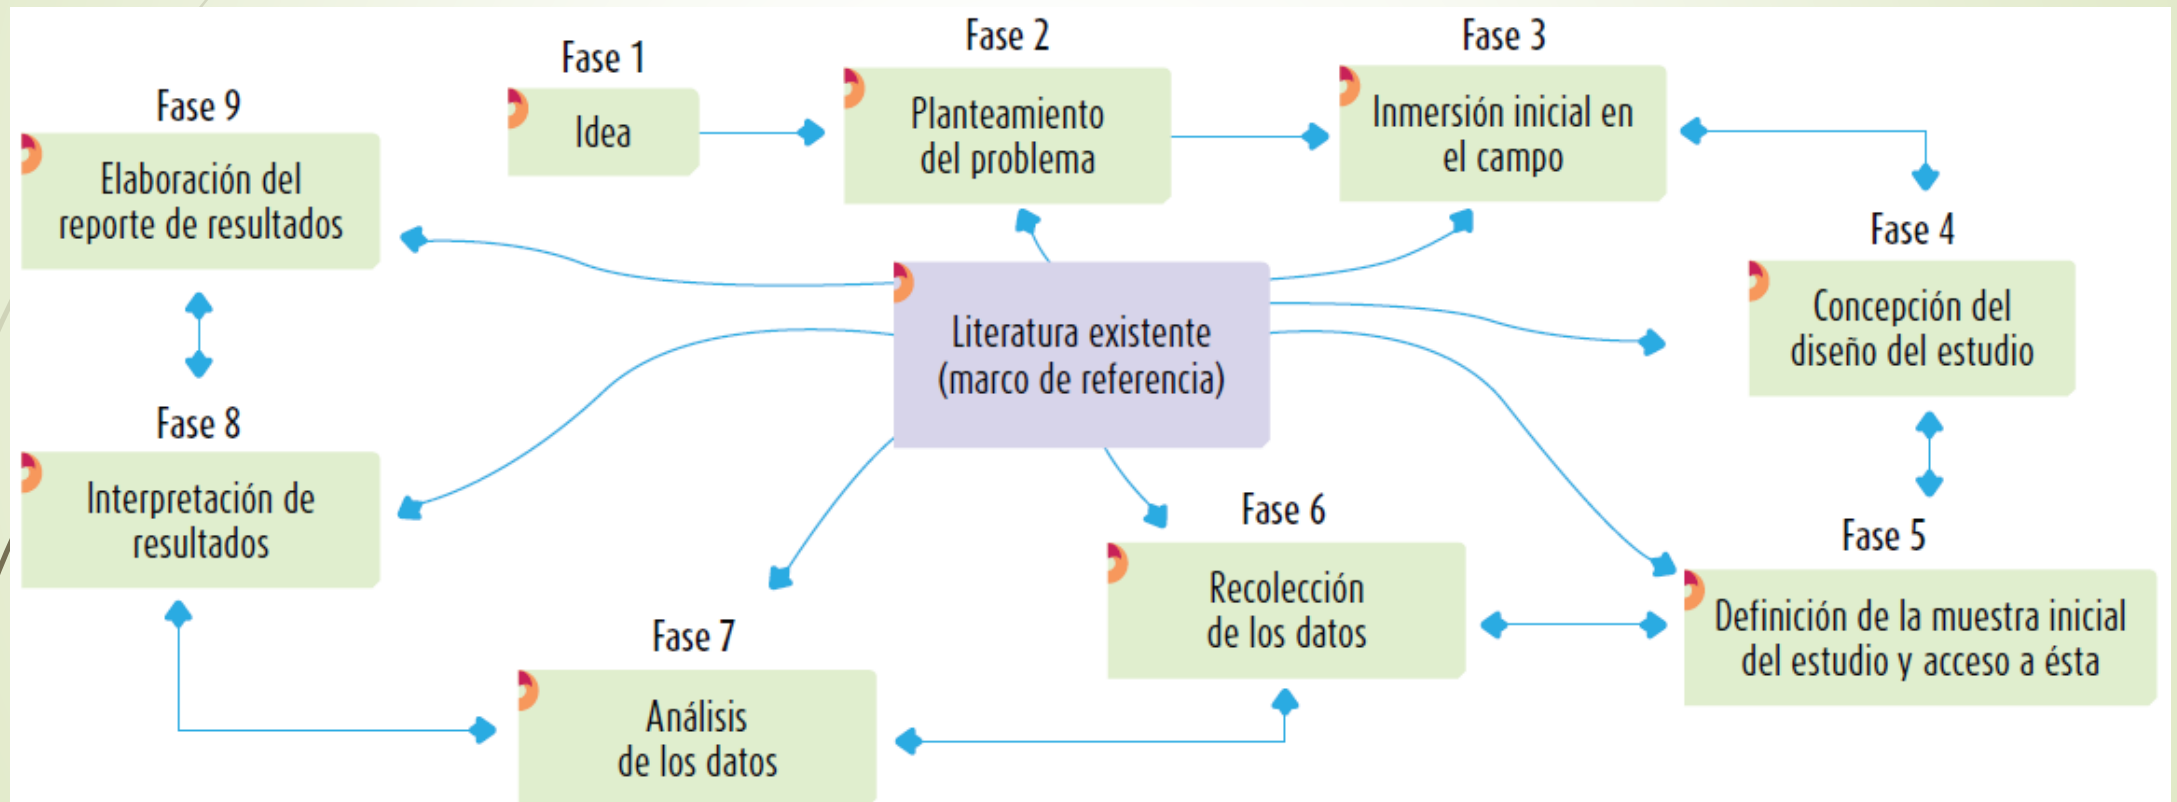 Fase 1
Idea
Fase 2
Planteamiento
del problema
Fase 3
Inmersión inicial en
el campo
Fase 4
Concepción del
diseño del estudio
Fase 5
Definición de la muestra inicial
del estudio y acceso a ésta
Fase 6
Recolección
de los datos
Fase 7
Análisis
de los datos
Fase 8
Interpretación de
resultados
Fase 9
Elaboración del
reporte de resultados
Literatura existente
(marco de referencia)